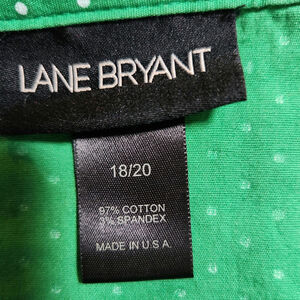 LANE BRYANT
18/20
97% COTTON
3% SPANDEX
MADE IN U.S.A.